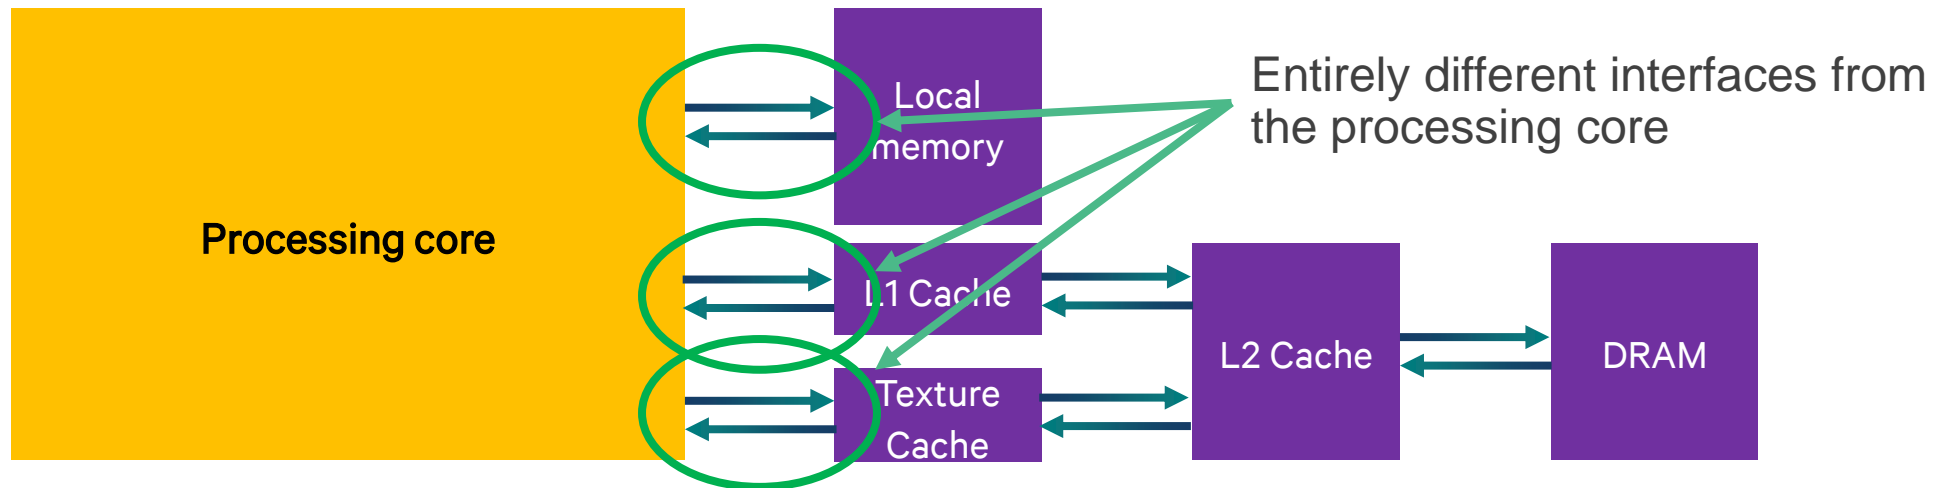 Processing core
Local
memory
L1 Cache
Texture
Cache
L2 Cache
DRAM
Entirely different interfaces from
the processing core